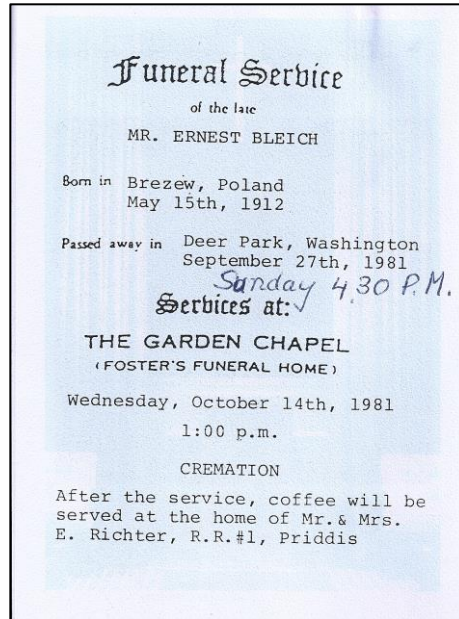 Funeral Service
of the late
MR. ERNEST BLEICH
Born in Brezew, Poland
May 15th, 1912
Passed away in Deer Park, Washington
September 27th, 1981
Sunday 4.30 P.M.
Services at:
THE GARDEN CHAPEL
(FOSTER'S FUNERAL HOME)
Wednesday, October 14th, 1981
1:00 p.m.
CREMATION
After the service, coffee will be
served at the home of Mr.& Mrs.
E. Richter, R.R.#1, Priddis